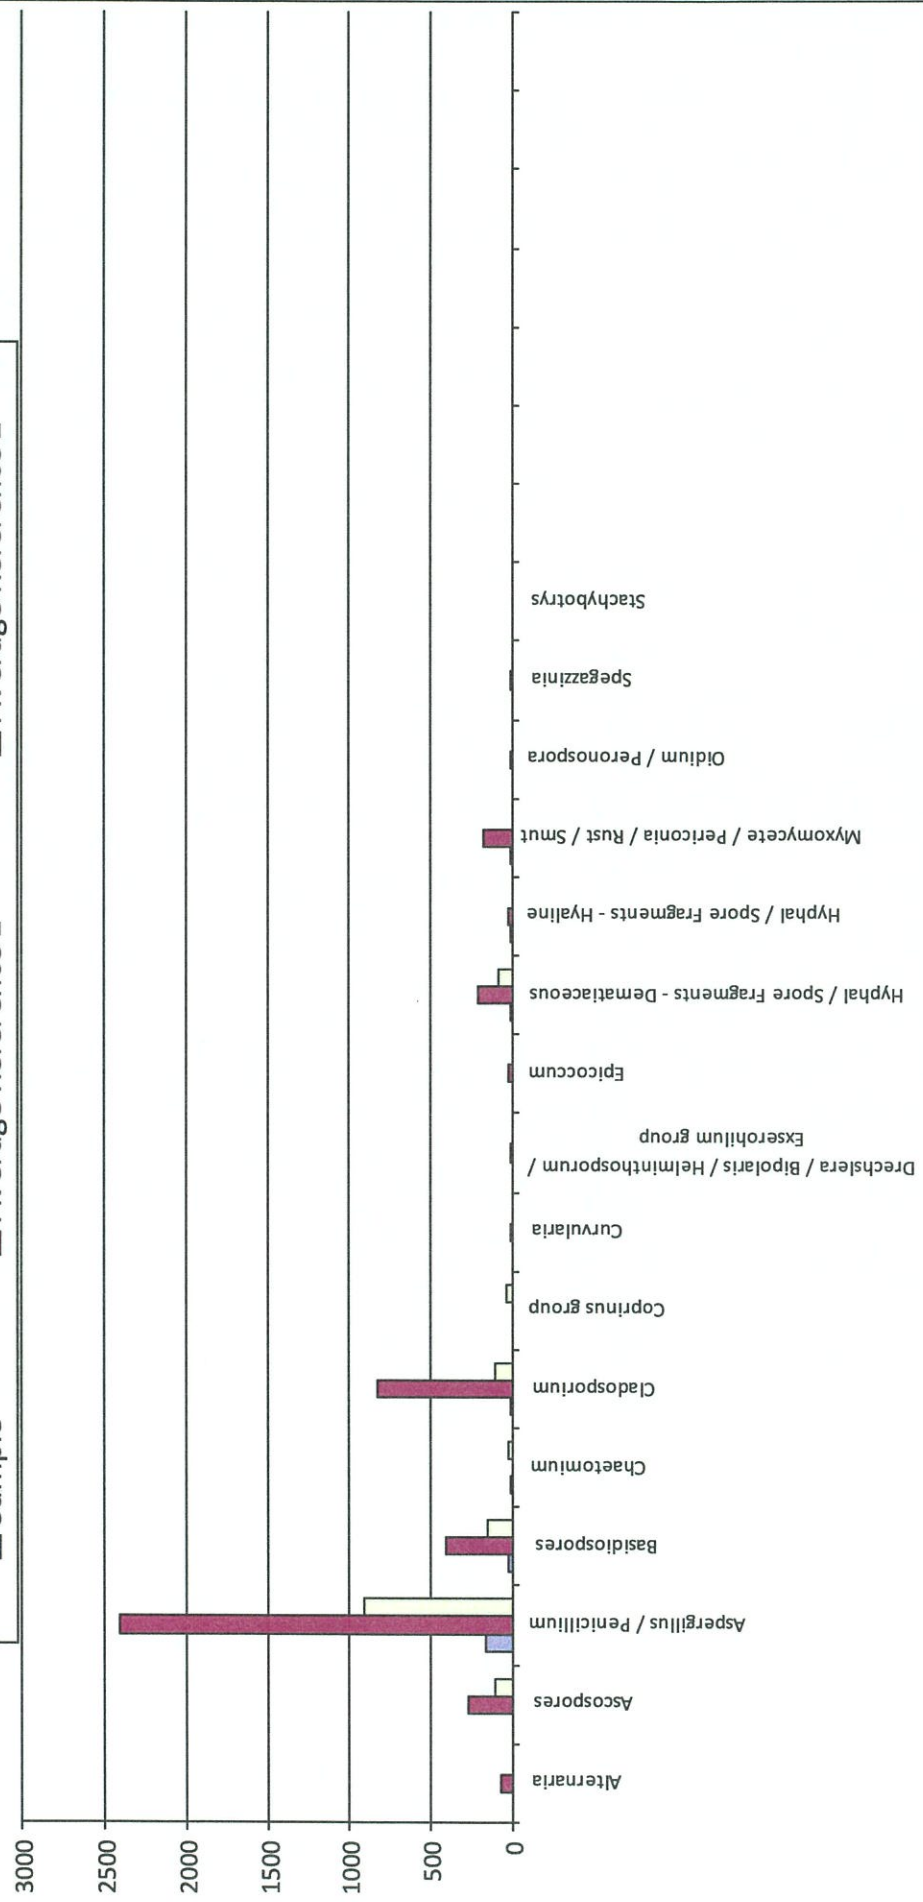 3000
2500
2000
1500
1000
500
0
Alternaria
Ascospores
Aspergillus / Penicillium
Basidiospores
Chaetomium
Cladosporium
Coprinus group
Curvularia
Drechslera / Bipolaris / Helminthosporum /
Exserohilum group
Epicoccum
Hyphal / Spore Fragments - Dematiaceous
Hyphal / Spore Fragments - Hyaline
Myxomycete / Periconia / Rust / Smut
Oidium / Peronospora
Spegazzinia
Stachybotrys